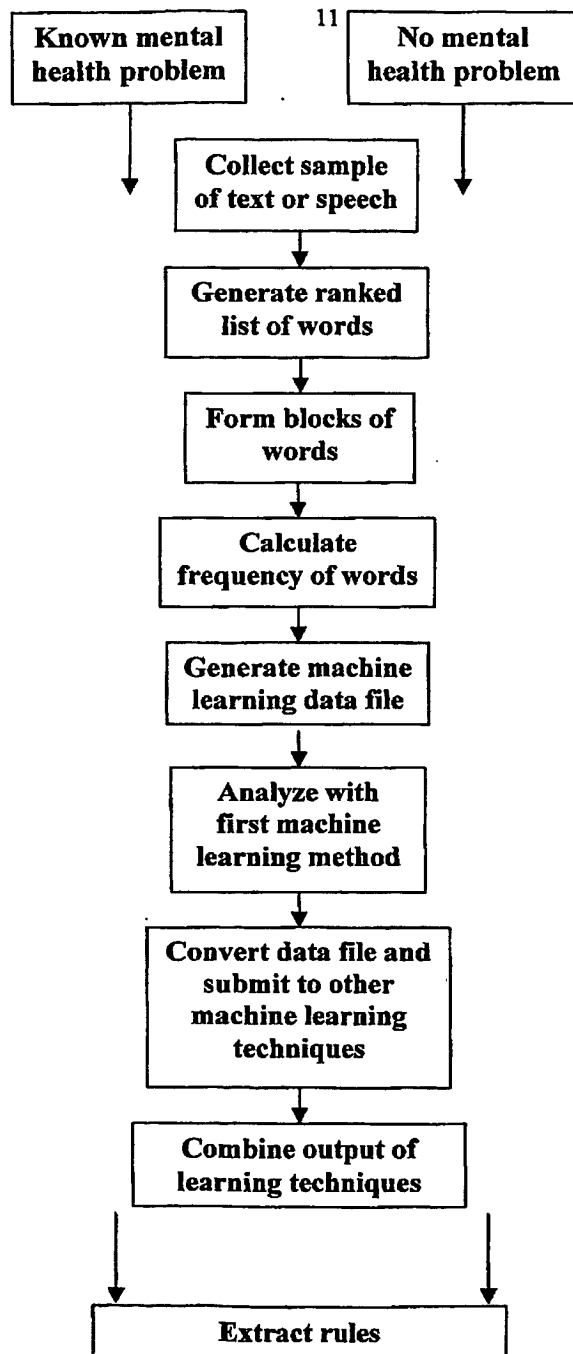 11
Known mental
health problem
No mental
health problem
Collect sample
of text or speech
Generate ranked
list of words
Form blocks of
words
Calculate
frequency of words
Generate machine
learning data file
Analyze with
first machine
learning method
Convert data file and
submit to other
machine learning
techniques
Combine output of
learning techniques
Extract rules